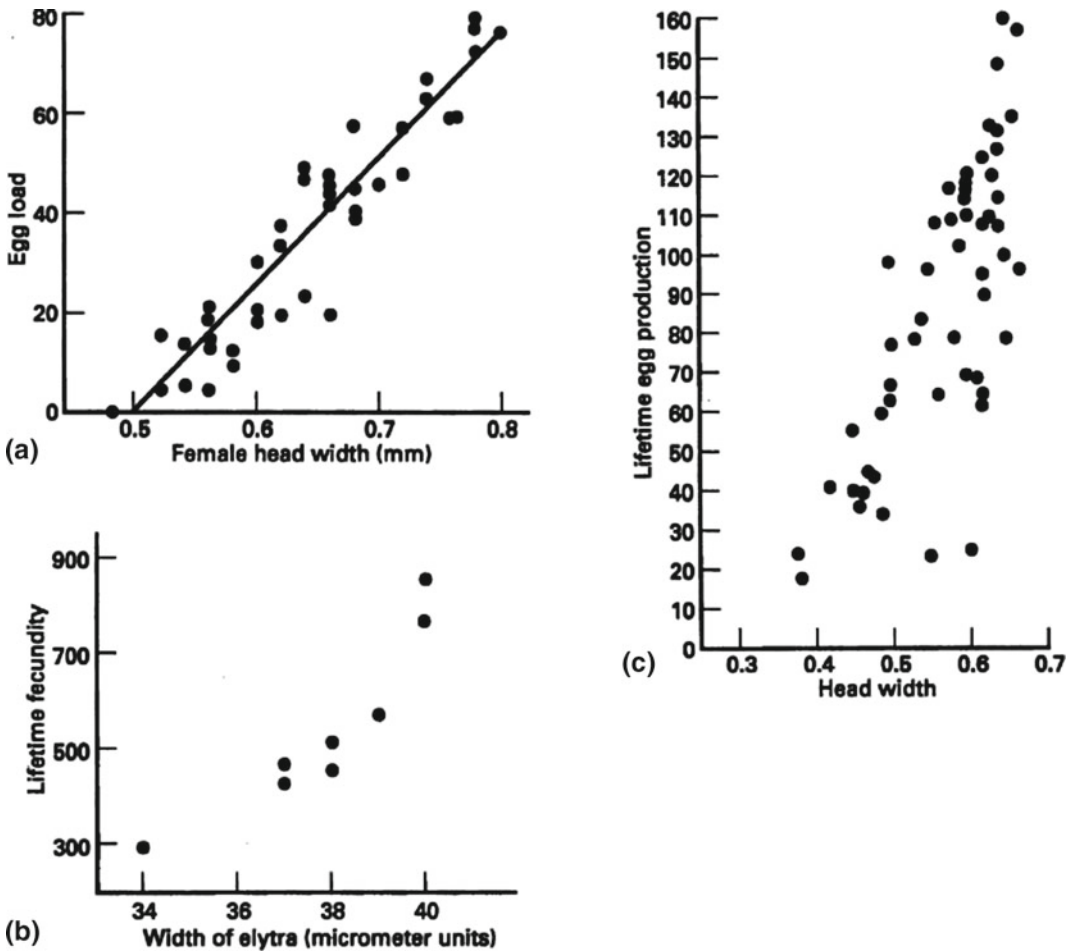 80
60
40
20
0
Egg load
0.5 0.6 0.7 0.8
Female head width (mm)
(a)
900
700
500
300
Lifetime fecundity
34 36 38 40
Width of elytra (micrometer units)
(b)
160
150
140
130
120
110
100
90
80
70
60
50
40
30
20
10
0
Lifetime egg production
0.3 0.4 0.5 0.6 0.7
Head width
(c)